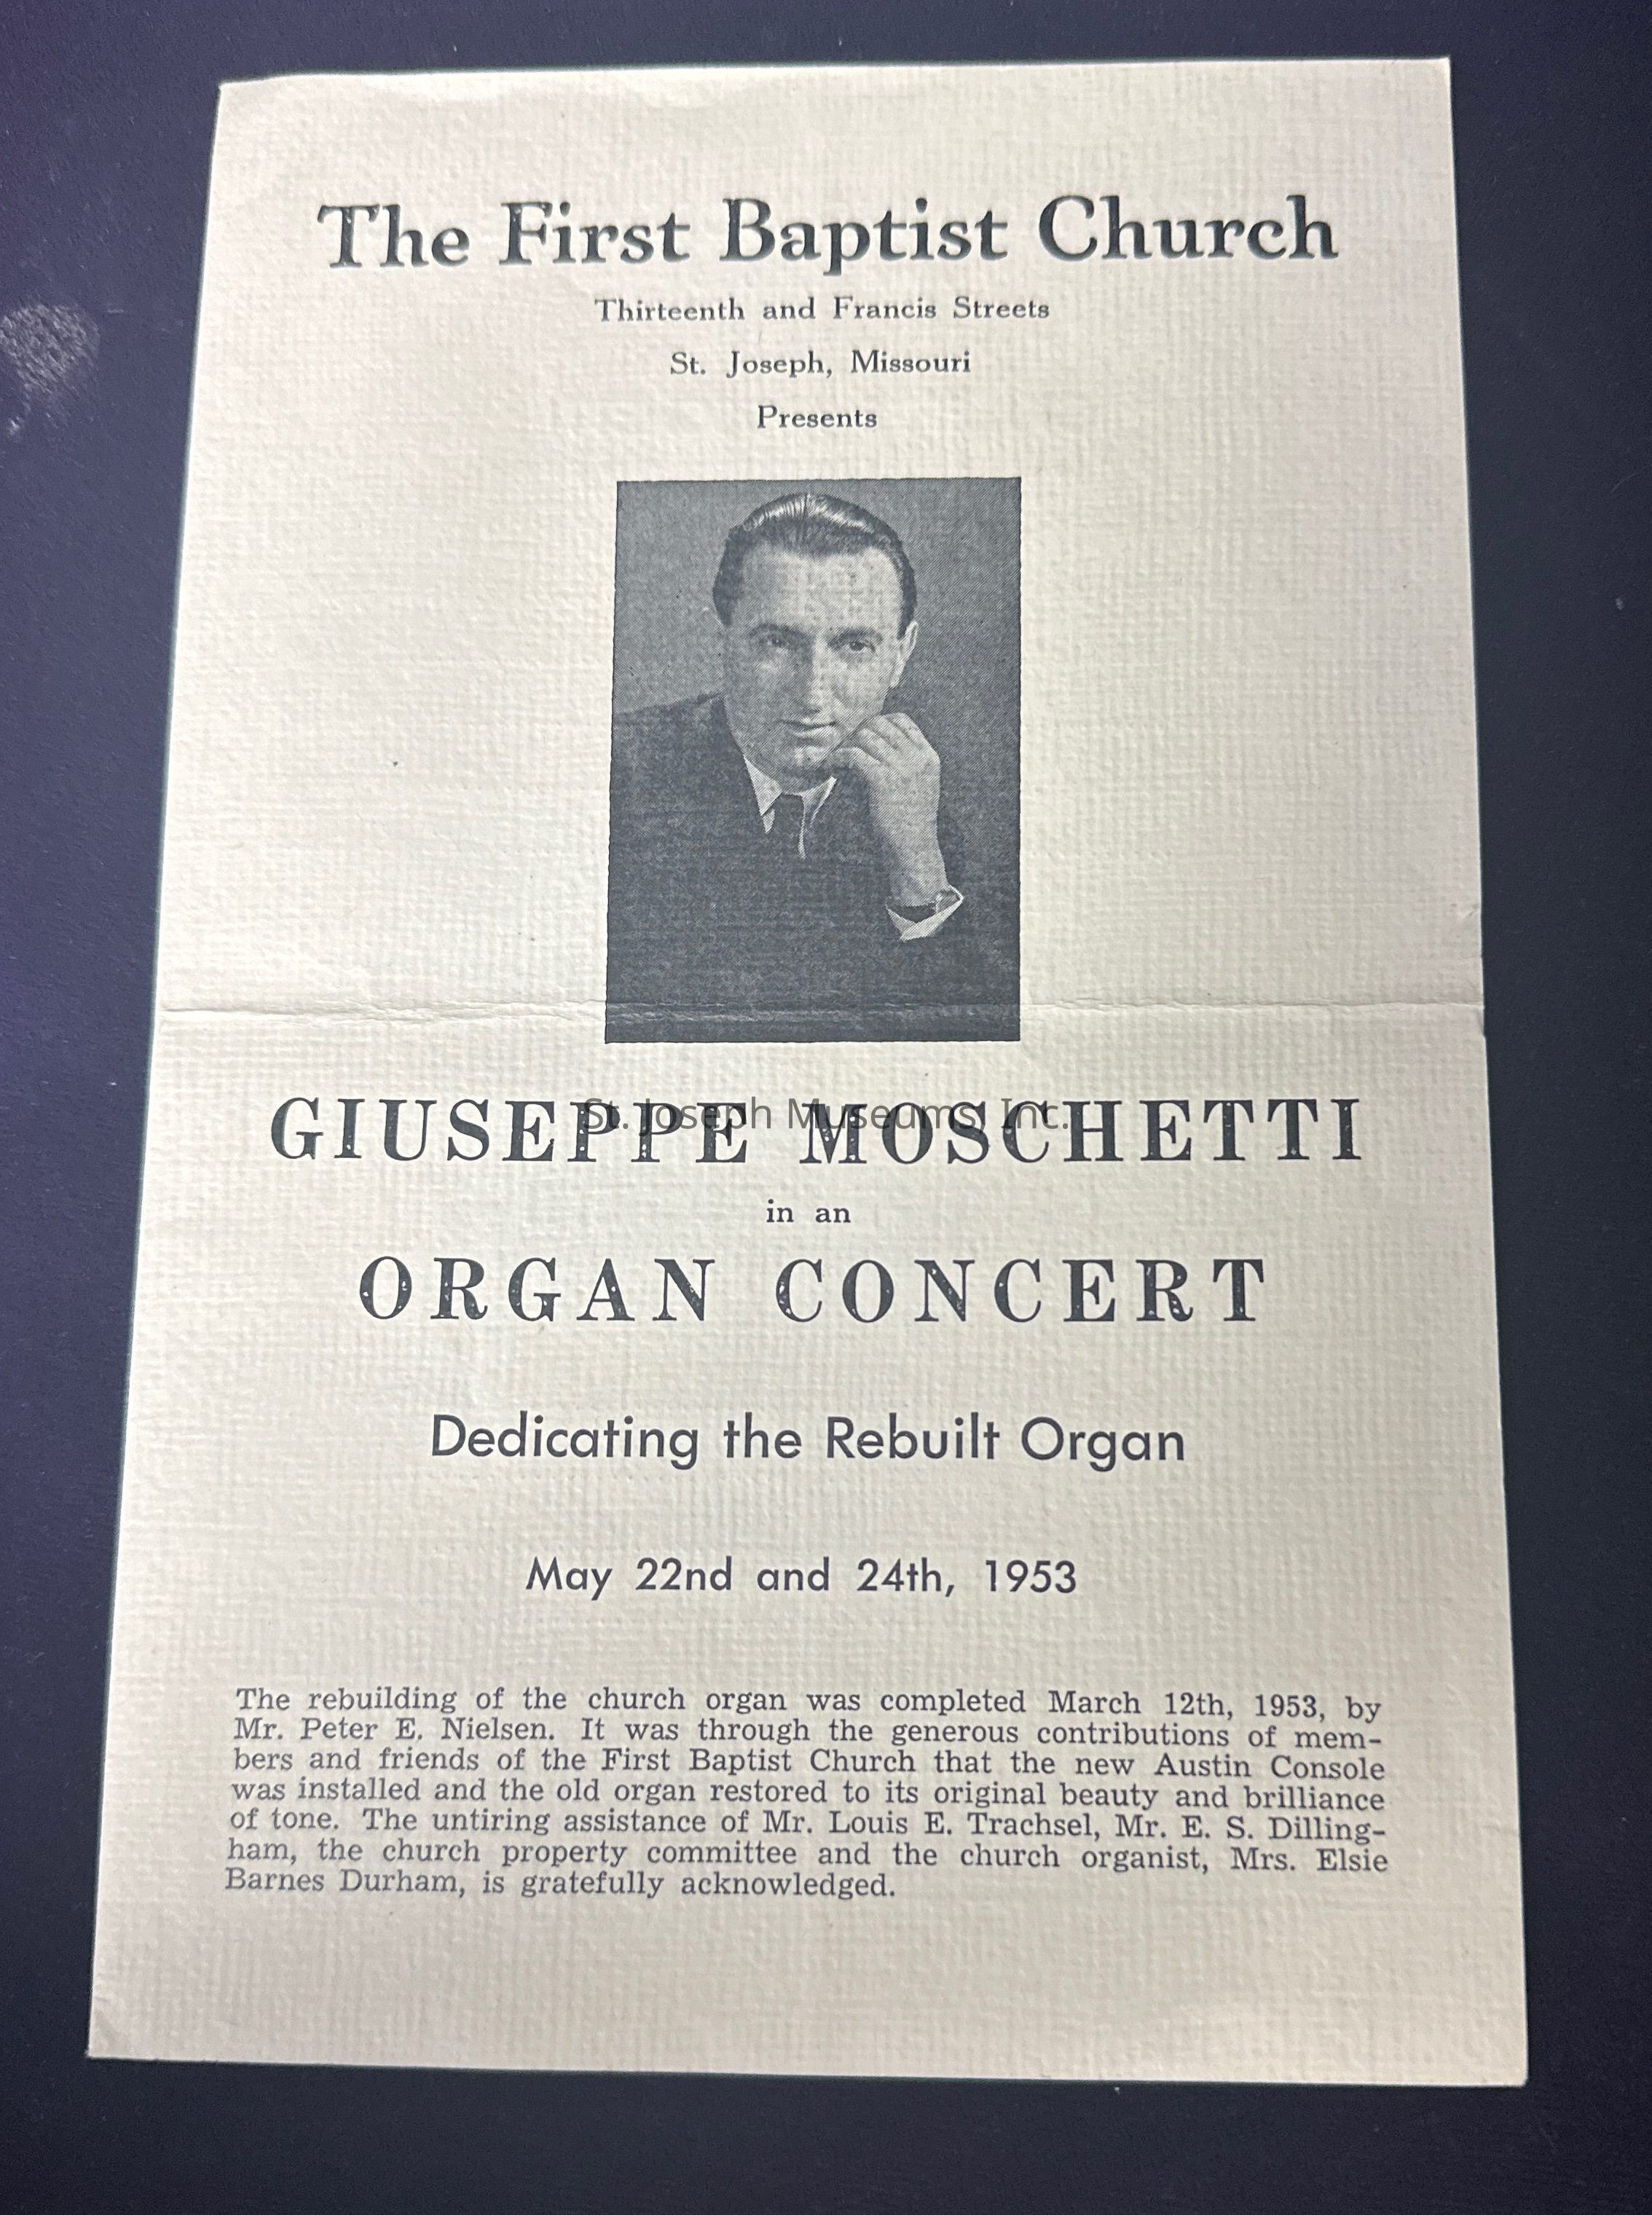 The First Baptist Church
Thirteenth and Francis Streets
St. Joseph, Missouri
Presents
GIUSEPPE MOSCHETTI
St. Joseph Museums, Inc.
in an
ORGAN CONCERT
Dedicating the Rebuilt Organ
May 22nd and 24th, 1953
The rebuilding of the church organ was completed March 12th, 1953, by
Mr. Peter E. Nielsen. It was through the generous contributions of mem-
bers and friends of the First Baptist Church that the new Austin Console
was installed and the old organ restored to its original beauty and brilliance
of tone. The untiring assistance of Mr. Louis E. Trachsel, Mr. E. S. Dilling-
ham, the church property committee and the church organist, Mrs. Elsie
Barnes Durham, is gratefully acknowledged.